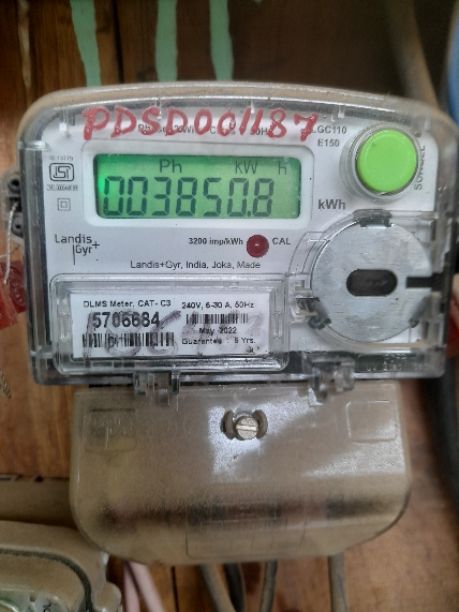 PDSD001187
LGC110
E150
Ph kW h
003850.8
kWh
3200 imp/kWh CAL
Landis
Gyr+
Landis+Gyr, India, Joka, Made
DLMS Meter, CAT- C3
5706684
240V, 6-30 A, 50Hz
May -2022
Guarantee : 5 Yrs.